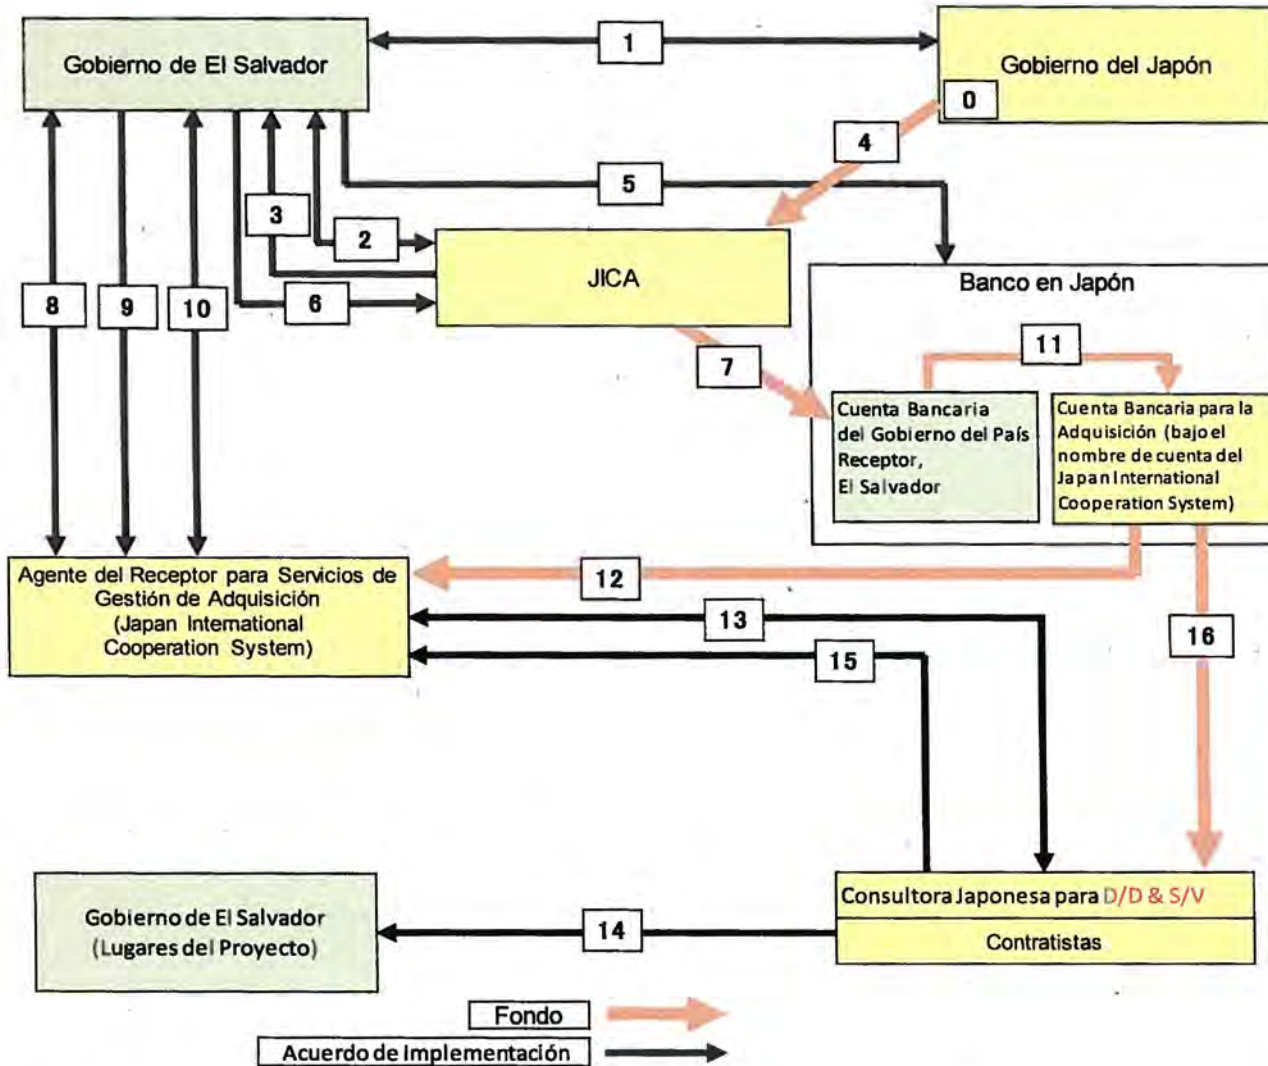 1
Gobierno de El Salvador
Gobierno del Japón
0
4
5
3
2
JICA
Banco en Japón
8
9
10
6
7
11
Cuenta Bancaria
del Gobierno del País
Receptor,
El Salvador
Cuenta Bancaria para la
Adquisición (bajo el
nombre de cuenta del
Japan International
Cooperation System)
Agente del Receptor para Servicios de
Gestión de Adquisición
(Japan International
Cooperation System)
12
13
15
16
Consultora Japonesa para D/D & S/V
Contratistas
Gobierno de El Salvador
(Lugares del Proyecto)
14
Fondo
Acuerdo de Implementación